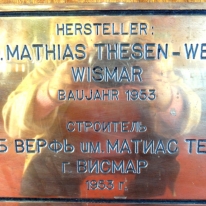 HERSTELLER:
. MATHIAS THESEN - WE
WISMAR
BAUJAHR 1953
СТРОИТЕЛЬ
ВЕРФЬ им. МАТИАС ТЕ
г. ВИСМАР
1953 г.